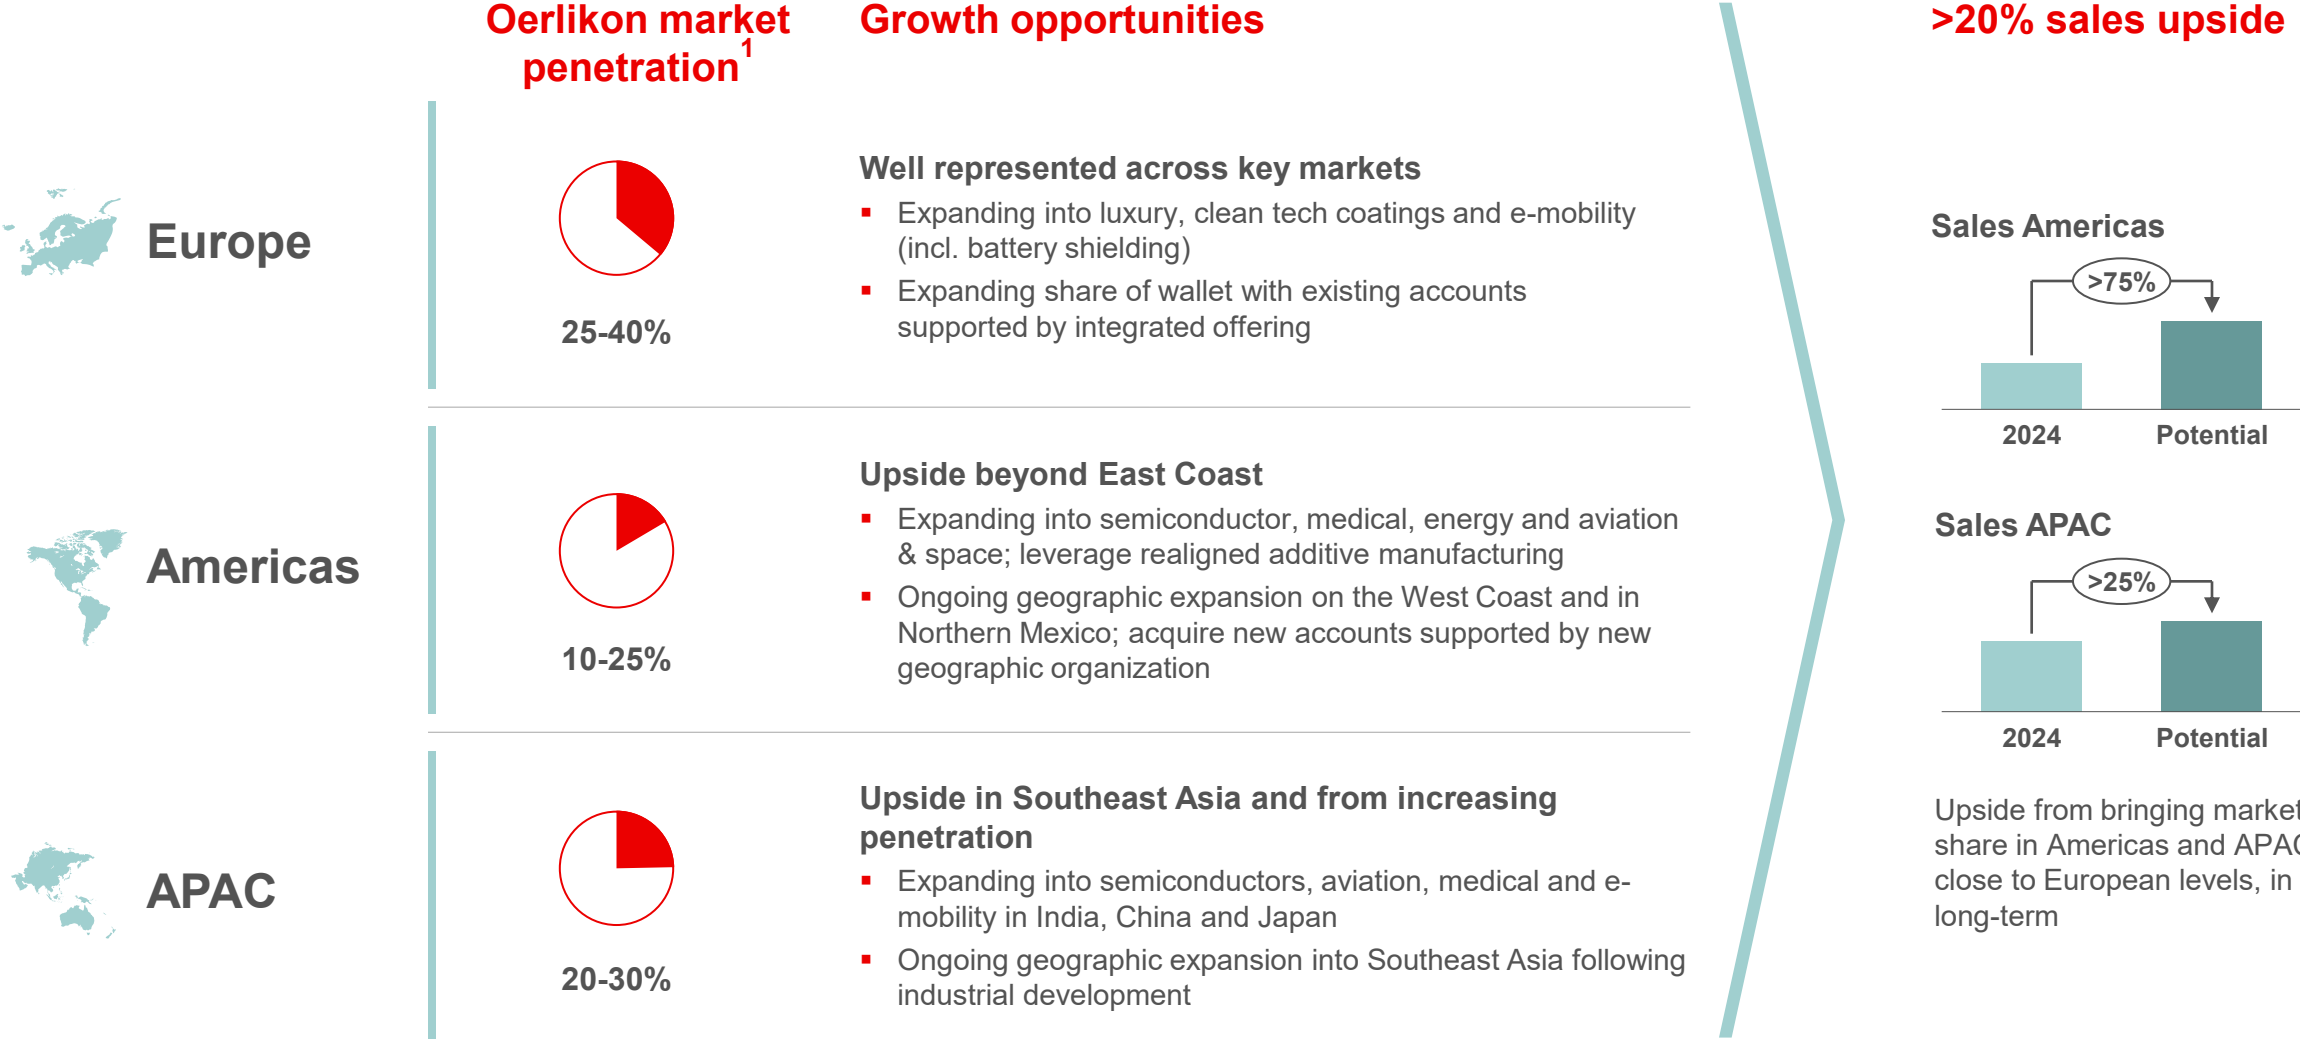 Oerlikon market
penetration1
Growth opportunities
>20% sales upside
Europe
25-40%
Well represented across key markets
▪ Expanding into luxury, clean tech coatings and e-mobility
(incl. battery shielding)
▪ Expanding share of wallet with existing accounts
supported by integrated offering
Americas
10-25%
Upside beyond East Coast
▪ Expanding into semiconductor, medical, energy and aviation
& space; leverage realigned additive manufacturing
▪ Ongoing geographic expansion on the West Coast and in
Northern Mexico; acquire new accounts supported by new
geographic organization
APAC
20-30%
Upside in Southeast Asia and from increasing
penetration
▪ Expanding into semiconductors, aviation, medical and e-
mobility in India, China and Japan
▪ Ongoing geographic expansion into Southeast Asia following
industrial development
Sales Americas
>75%
2024 Potential
Sales APAC
>25%
2024 Potential
Upside from bringing market
share in Americas and APAC
close to European levels, in
long-term